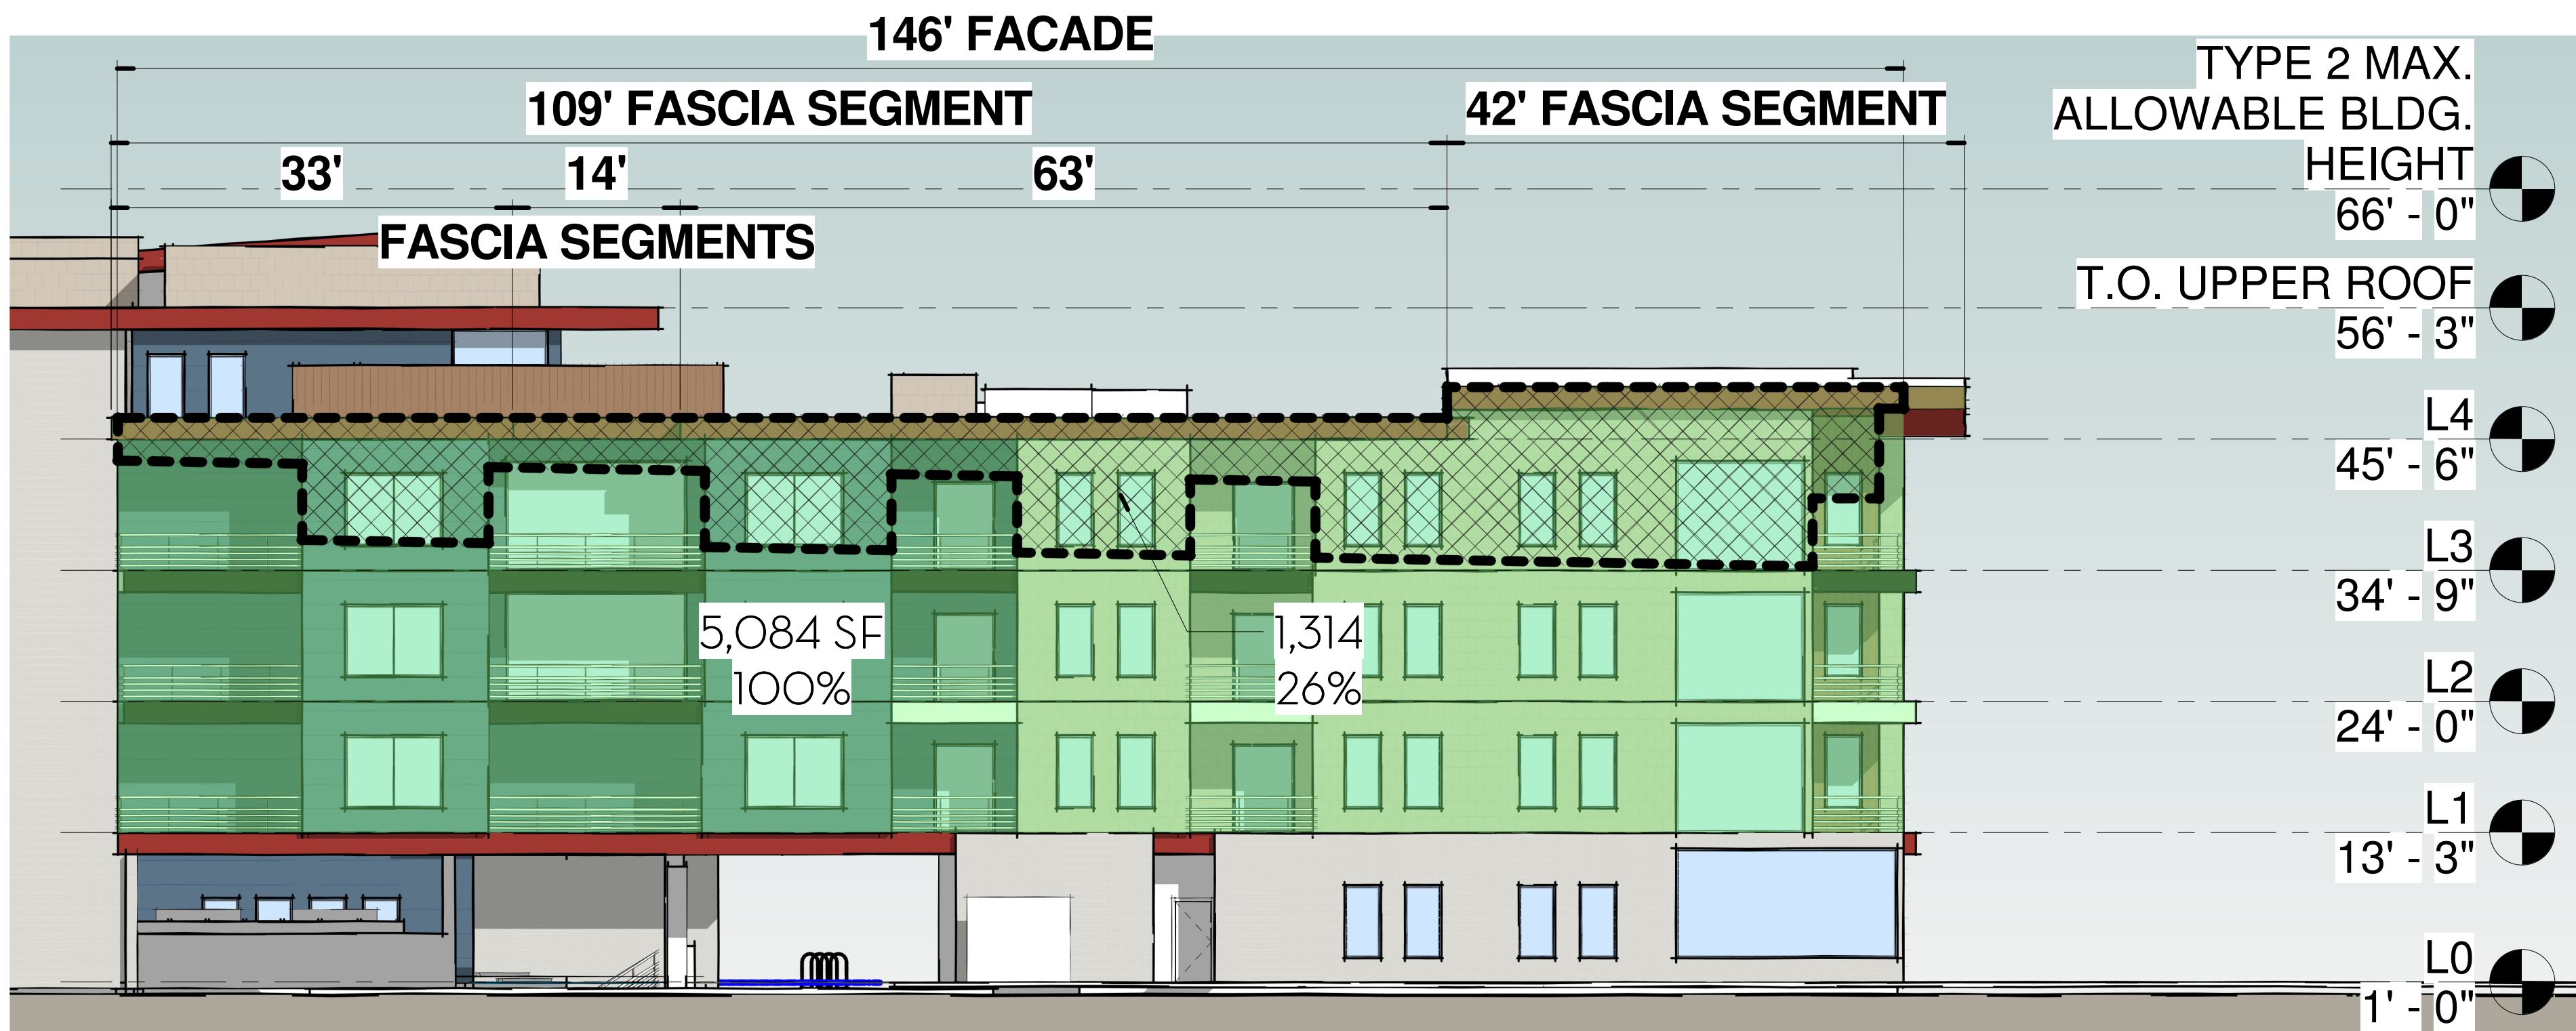 146' FACADE
109' FASCIA SEGMENT
42' FASCIA SEGMENT
33'
14'
63'
FASCIA SEGMENTS
TYPE 2 MAX.
ALLOWABLE BLDG.
HEIGHT
66' - 0"
T.O. UPPER ROOF
56' - 3"
L4
45' - 6"
L3
34' - 9"
5,084 SF
100%
1,314
26%
L2
24' - 0"
L1
13' - 3"
L0
1' - 0"